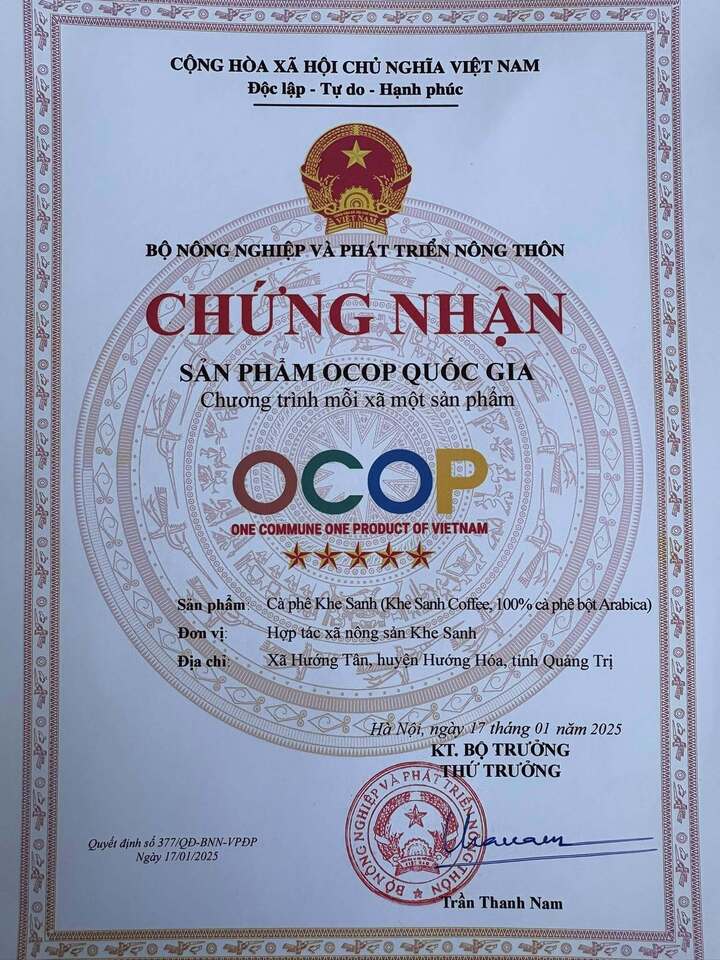 CỘNG HÒA XÃ HỘI CHỦ NGHĨA VIỆT NAM
Độc lập - Tự do - Hạnh phúc
VIỆT NAM
BỘ NÔNG NGHIỆP VÀ PHÁT TRIỂN NÔNG THÔN
CHỨNG NHẬN
SẢN PHẨM OCOP QUỐC GIA
Chương trình mỗi xã một sản phẩm
OCOP
ONE COMMUNE ONE PRODUCT OF VIETNAM
Sản phẩm: Cà phê Khe Sanh (Khe Sanh Coffee, 100% cà phê bột Arabica)
Đơn vị: Hợp tác xã nông sản Khe Sanh
Địa chỉ: Xã Hướng Tân, huyện Hướng Hóa, tỉnh Quảng Trị
Hà Nội, ngày 17 tháng 01 năm 2025
KT. BỘ TRƯỞNG
THỨ TRƯỞNG
BỘ NÔNG NGHIỆP VÀ PHÁT TRIỂN NÔNG THÔN
Quyết định số 377/QĐ-BNN-VPĐP
Ngày 17/01/2025
Trần Thanh Nam